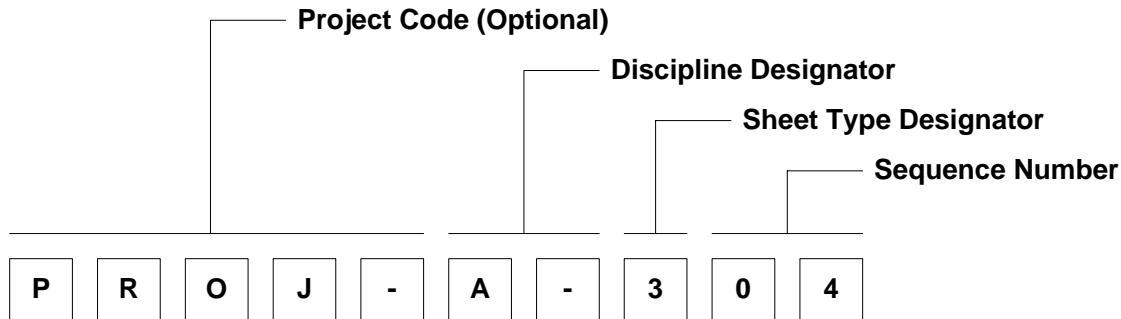 Project Code (Optional)
Discipline Designator
Sheet Type Designator
Sequence Number
P R O J - A - 3 0 4